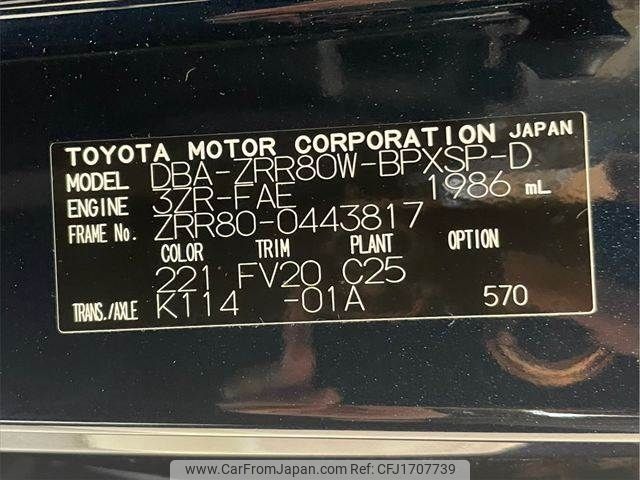 TOYOTA MOTOR CORPORATION JAPAN
MODEL DBA-ZRR80W-BPXSP-D
ENGINE 3ZR-FAE 1986 mL
FRAME No. ZRR80-0443817
COLOR TRIM PLANT OPTION
221 FV20 C25
TRANS./AXLE K114 -01A 570
www.CarFromJapan.com Ref No: CFJ1707739